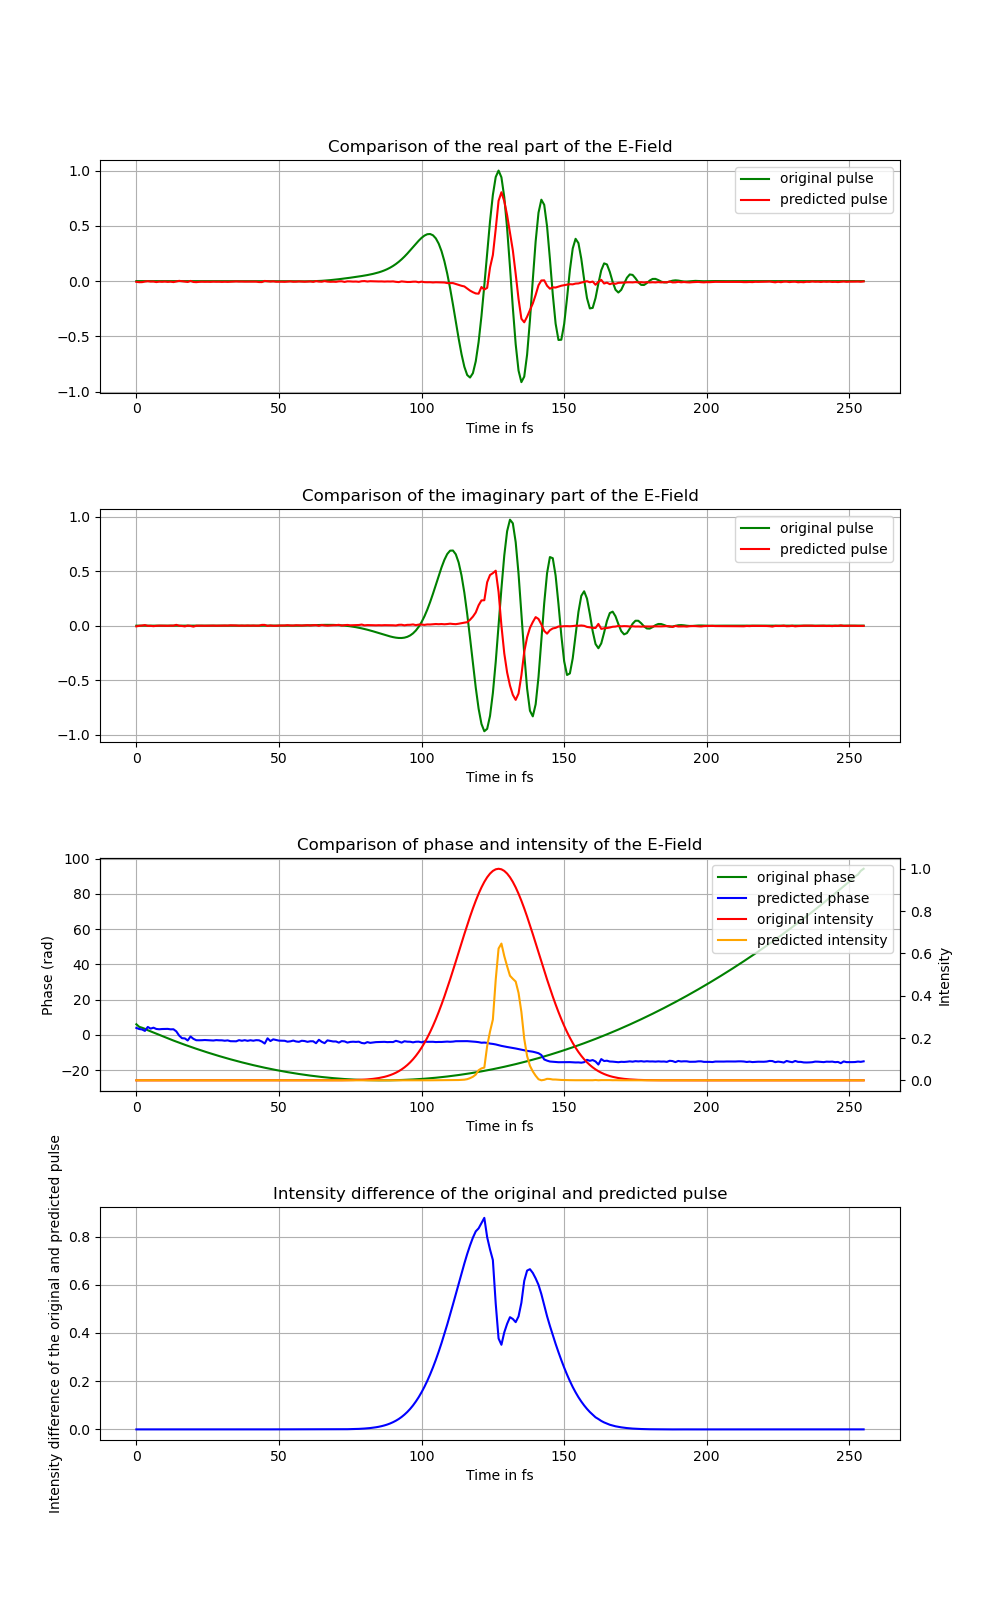 Comparison of the real part of the E-Field
1.0
0.5
0.0
−0.5
−1.0
original pulse
predicted pulse
0 50 100 150 200 250
Time in fs
Comparison of the imaginary part of the E-Field
1.0
0.5
0.0
−0.5
−1.0
original pulse
predicted pulse
0 50 100 150 200 250
Time in fs
Comparison of phase and intensity of the E-Field
Phase (rad)
100
80
60
40
20
0
−20
original phase
predicted phase
original intensity
predicted intensity
1.0
0.8
0.6
0.4
0.2
0.0
Intensity
0 50 100 150 200 250
Time in fs
Intensity difference of the original and predicted pulse
Intensity difference of the original and predicted pulse
0.8
0.6
0.4
0.2
0.0
0 50 100 150 200 250
Time in fs